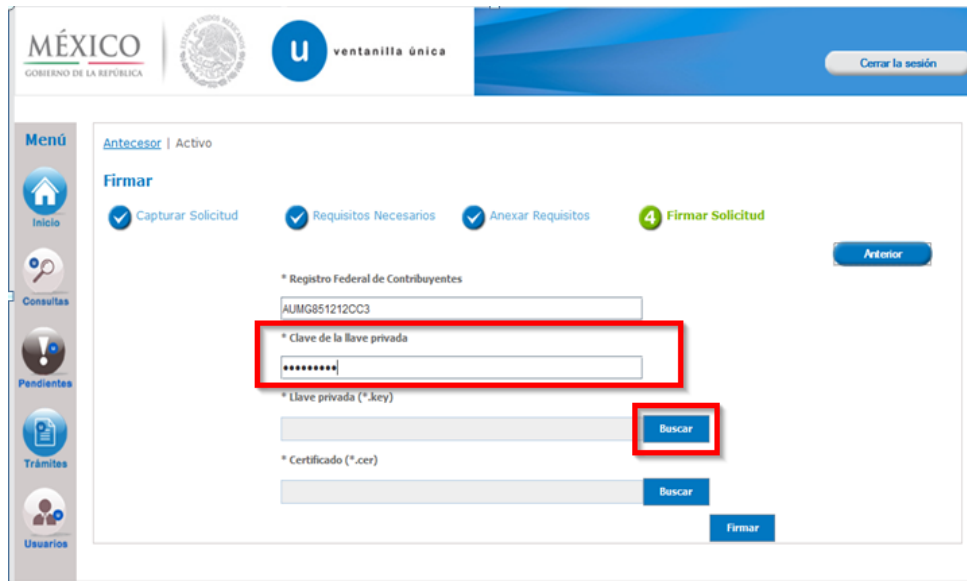 MÉXICO
GOBIERNO DE LA REPÚBLICA
u ventanilla única
Cerrar la sesión
Menú
Inicio
Consultas
Pendientes
Trámites
Usuarios
Antecesor | Activo
Firmar
Capturar Solicitud
Requisitos Necesarios
Anexar Requisitos
4 Firmar Solicitud
Anterior
* Registro Federal de Contribuyentes
AUMG851212CC3
* Clave de la llave privada
•••••••••
* Llave privada (*.key)
Buscar
* Certificado (*.cer)
Buscar
Firmar